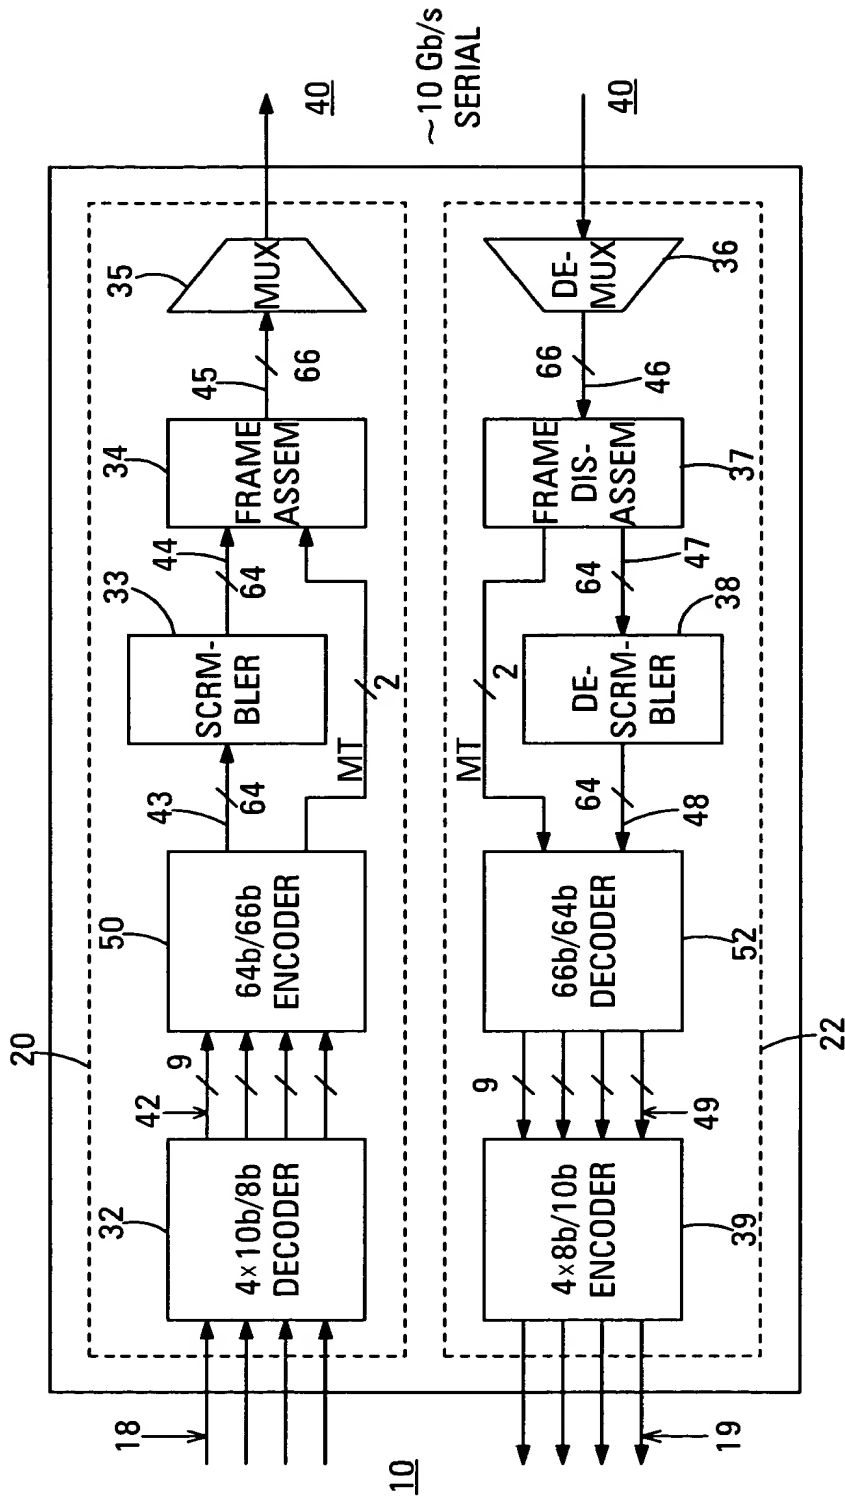 20
50
33
34
35
32
18
42
9
43
64
44
64
45
66
40
4×10b/8b
DECODER
64b/66b
ENCODER
SCRM-
BLER
FRAME
ASSEM
MUX
MT
2
~10 Gb/s
SERIAL
10
MT
2
9
64
64
66
40
4×8b/10b
ENCODER
66b/64b
DECODER
DE-
SCRM-
BLER
FRAME
DIS-
ASSEM
DE-
MUX
19
49
48
47
46
39
52
38
37
36
22